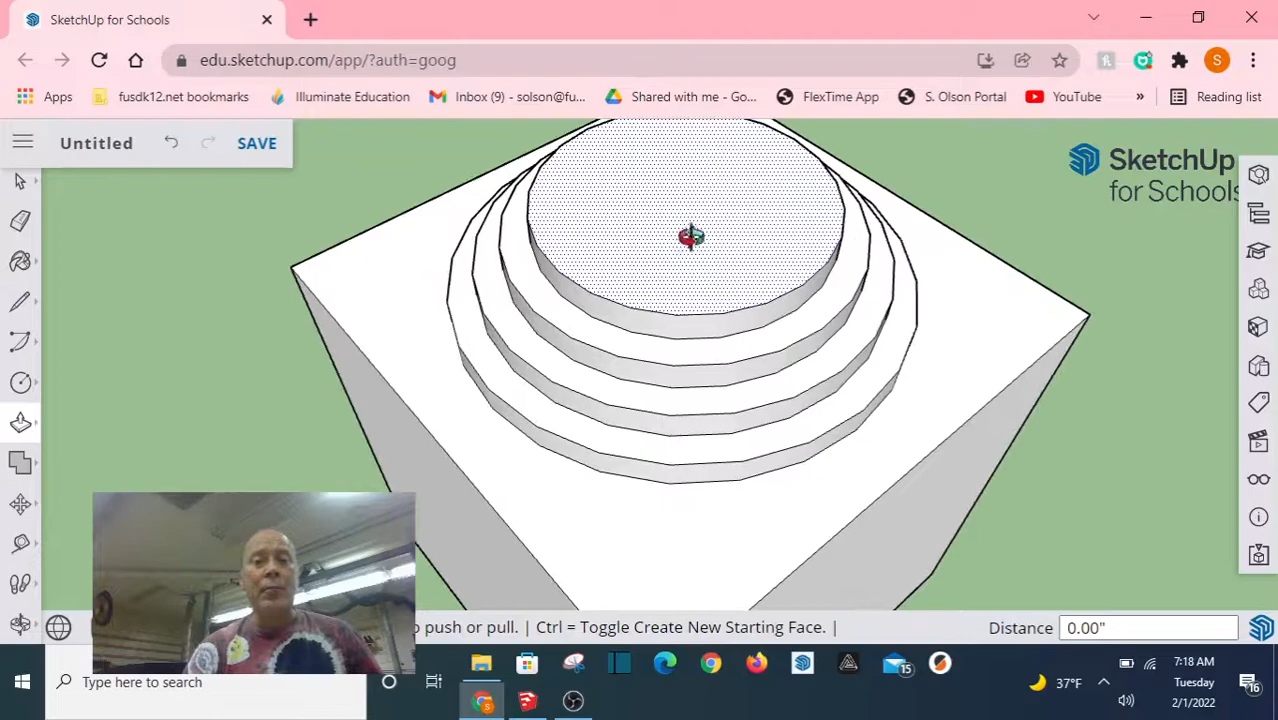 SketchUp for Schools
edu.sketchup.com/app/?auth=goog
S
Apps
fusdk12.net bookmarks
Illuminate Education
Inbox (9) - solson@fu...
Shared with me - Go...
FlexTime App
S. Olson Portal
YouTube
»
Reading list
Untitled
SAVE
SketchUp
for Schools
push or pull. | Ctrl = Toggle Create New Starting Face. |
Distance
0.00"
Type here to search
15
37°F
7:18 AM
Tuesday
2/1/2022
16